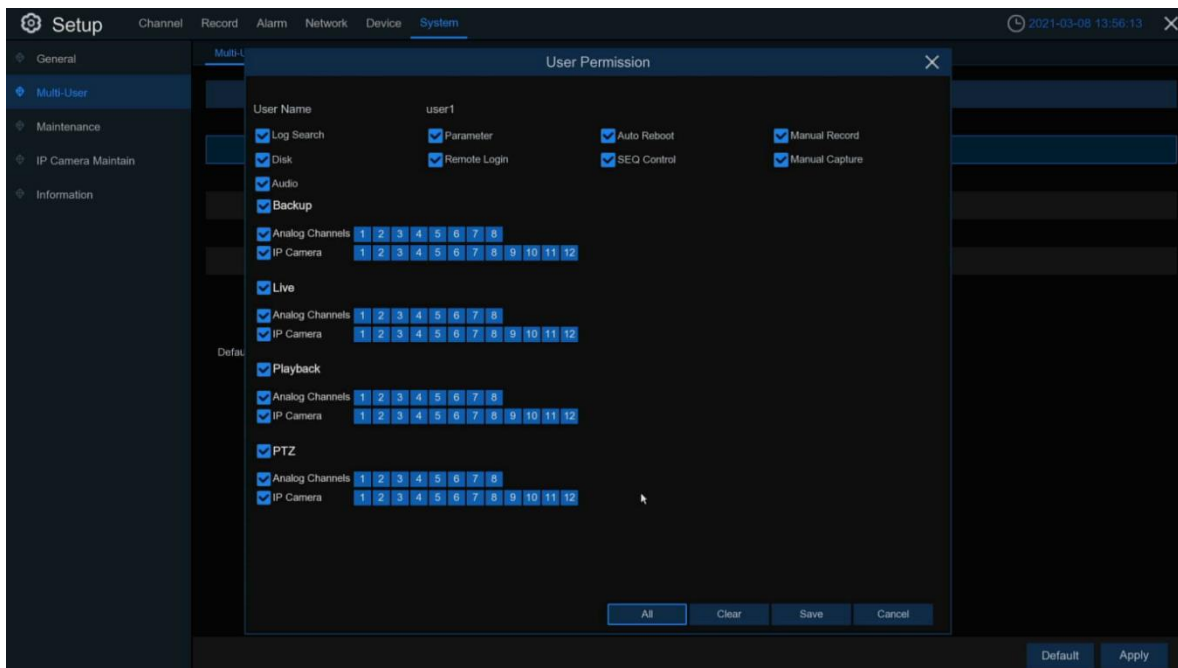 Setup Channel Record Alarm Network Device System 2021-03-08 13:56:13
General
Multi-User
Maintenance
IP Camera Maintain
Information
Multi-U
User Permission
User Name user1
Log Search Parameter Auto Reboot Manual Record
Disk Remote Login SEQ Control Manual Capture
Audio
Backup
Analog Channels 1 2 3 4 5 6 7 8
IP Camera 1 2 3 4 5 6 7 8 9 10 11 12
Live
Analog Channels 1 2 3 4 5 6 7 8
IP Camera 1 2 3 4 5 6 7 8 9 10 11 12
Defau
Playback
Analog Channels 1 2 3 4 5 6 7 8
IP Camera 1 2 3 4 5 6 7 8 9 10 11 12
PTZ
Analog Channels 1 2 3 4 5 6 7 8
IP Camera 1 2 3 4 5 6 7 8 9 10 11 12
All Clear Save Cancel
Default Apply